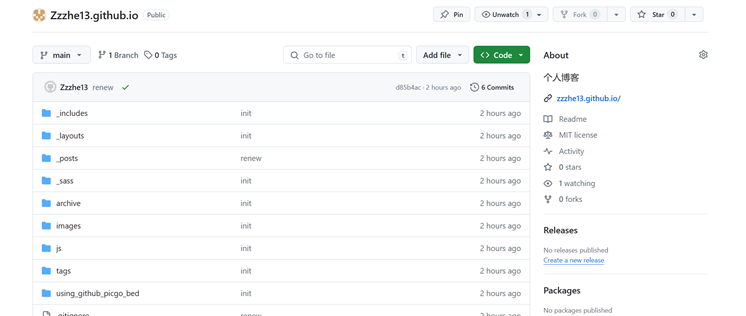 Zzzhe13.github.io Public
Pin Unwatch 1 Fork 0 Star 0
main 1 Branch 0 Tags Go to file t Add file Code
Zzzhe13 renew d85b4ac · 2 hours ago 6 Commits
_includes init 2 hours ago
_layouts init 2 hours ago
_posts renew 2 hours ago
_sass init 2 hours ago
archive init 2 hours ago
images init 2 hours ago
js init 2 hours ago
tags init 2 hours ago
using_github_picgo_bed init 2 hours ago
.gitignore renew 2 hours ago
About
个人博客
zzzhe13.github.io/
Readme
MIT license
Activity
0 stars
1 watching
0 forks
Releases
No releases published
Create a new release
Packages
No packages published